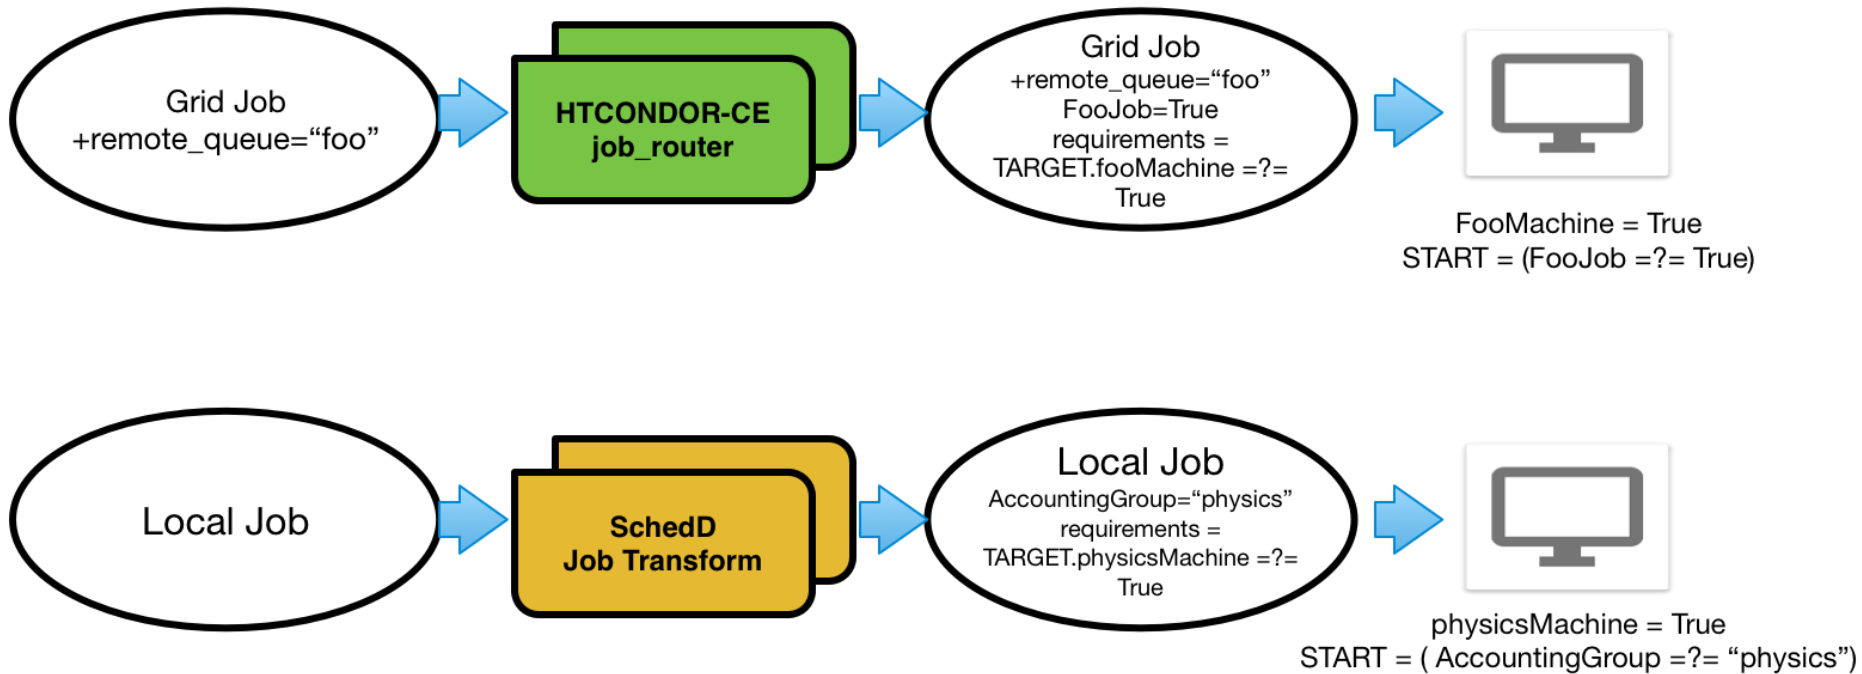 Grid Job
+remote_queue=“foo”
HTCONDOR-CE
job_router
Grid Job
+remote_queue=“foo”
FooJob=True
requirements =
TARGET.fooMachine =?=
True
FooMachine = True
START = (FooJob =?= True)
Local Job
SchedD
Job Transform
Local Job
AccountingGroup=“physics”
requirements =
TARGET.physicsMachine =?=
True
physicsMachine = True
START = ( AccountingGroup =?= “physics”)